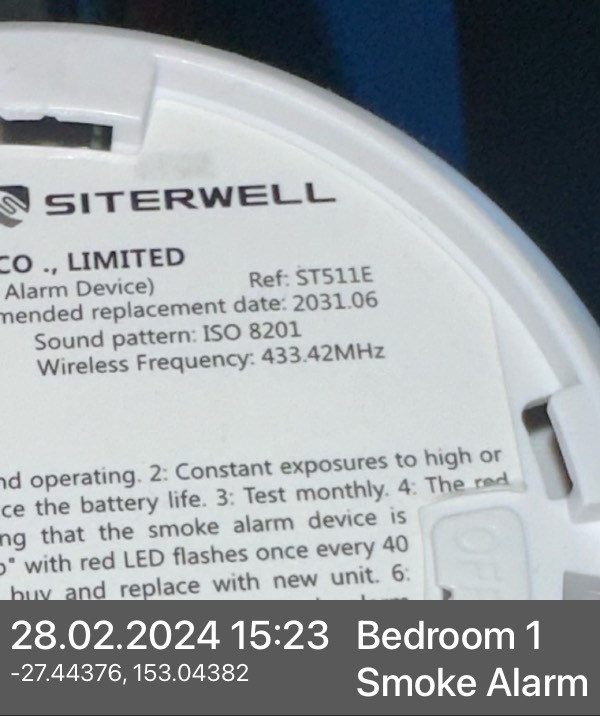 SITERWELL
CO ., LIMITED
Alarm Device)
Ref: ST511E
mended replacement date: 2031.06
Sound pattern: ISO 8201
Wireless Frequency: 433.42MHz
nd operating. 2: Constant exposures to high or
ce the battery life. 3: Test monthly. 4: The red
ng that the smoke alarm device is
" with red LED flashes once every 40
buy and replace with new unit. 6:
OFF
28.02.2024 15:23
-27.44376, 153.04382
Bedroom 1
Smoke Alarm